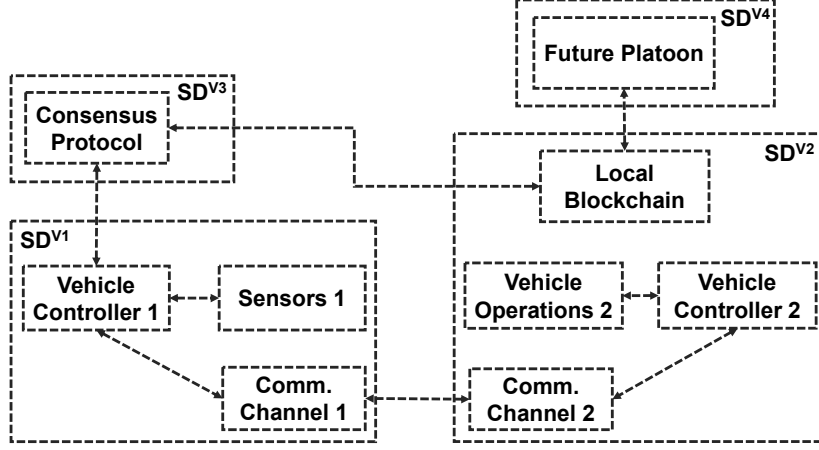 SD^V4
Future Platoon
SD^V3
Consensus
Protocol
SD^V2
Local
Blockchain
SD^V1
Vehicle
Controller 1
Sensors 1
Vehicle
Operations 2
Vehicle
Controller 2
Comm.
Channel 1
Comm.
Channel 2